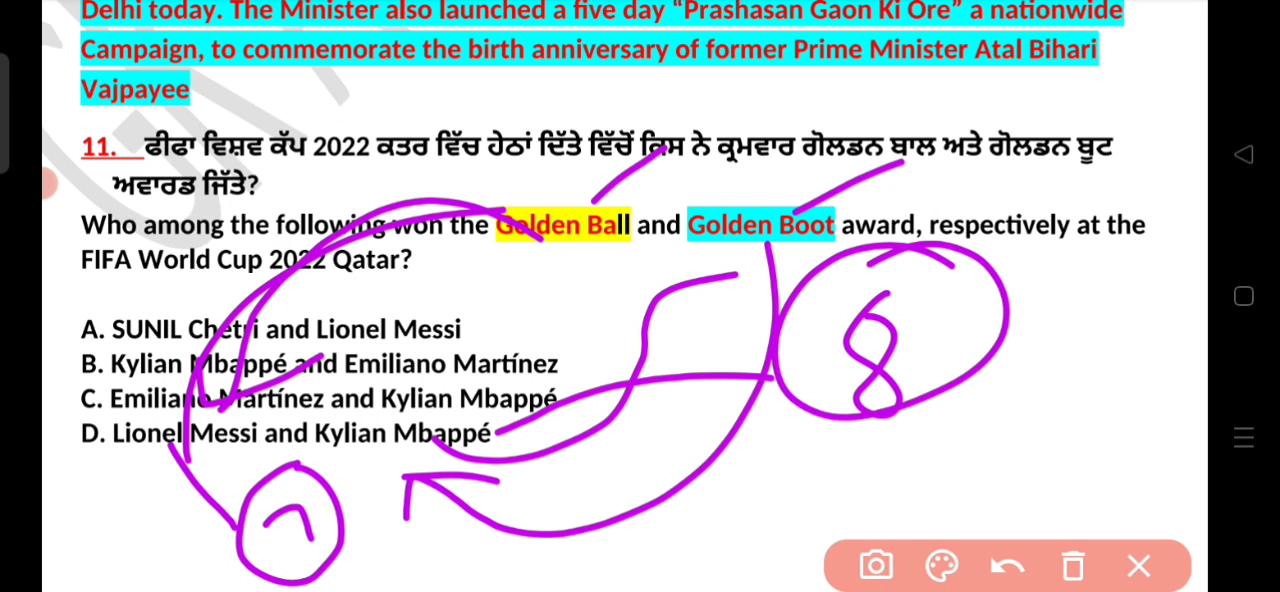 Delhi today. The Minister also launched a five day "Prashasan Gaon Ki Ore" a nationwide
Campaign, to commemorate the birth anniversary of former Prime Minister Atal Bihari
Vajpayee
11. ਫੀਫਾ ਵਿਸ਼ਵ ਕੱਪ 2022 ਕਤਰ ਵਿੱਚ ਹੇਠਾਂ ਦਿੱਤੇ ਵਿੱਚੋਂ ਕਿਸ ਨੇ ਕ੍ਰਮਵਾਰ ਗੋਲਡਨ ਬਾਲ ਅਤੇ ਗੋਲਡਨ ਬੂਟ
ਅਵਾਰਡ ਜਿੱਤੇ?
Who among the following won the Golden Ball and Golden Boot award, respectively at the
FIFA World Cup 2022 Qatar?
A. SUNIL Chetri and Lionel Messi
B. Kylian Mbappé and Emiliano Martínez
C. Emiliano Martínez and Kylian Mbappé
D. Lionel Messi and Kylian Mbappé
8
7